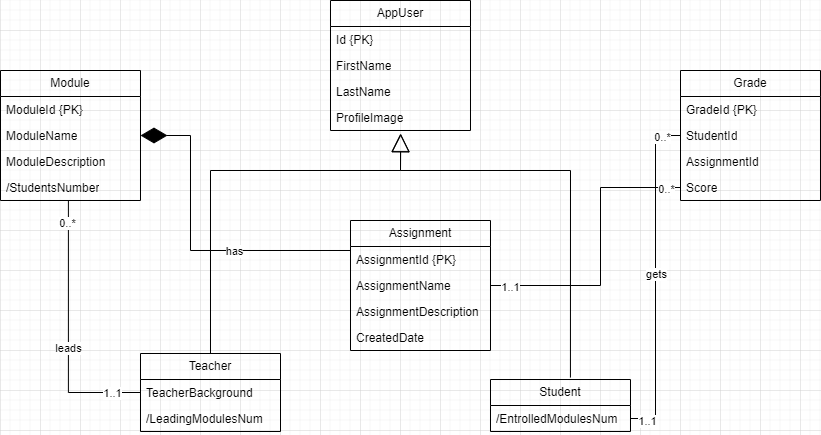 AppUser
Id {PK}
FirstName
LastName
ProfileImage
Module
ModuleId {PK}
ModuleName
ModuleDescription
/StudentsNumber
Grade
GradeId {PK}
StudentId
AssignmentId
Score
0..*
0..*
0..*
has
Assignment
AssignmentId {PK}
AssignmentName
AssignmentDescription
CreatedDate
1..1
gets
leads
1..1
Teacher
TeacherBackground
/LeadingModulesNum
Student
/EntrolledModulesNum
1..1